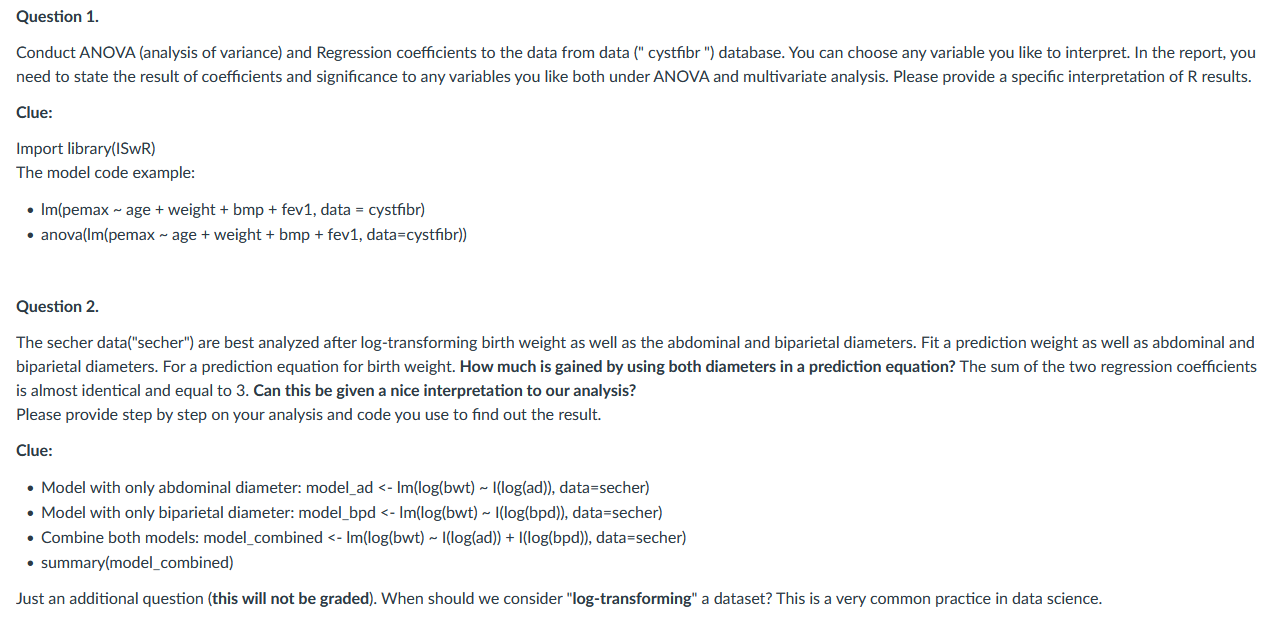 Question 1.
Conduct ANOVA (analysis of variance) and Regression coefficients to the data from data (" cystfibr ") database. You can choose any variable you like to interpret. In the report, you
need to state the result of coefficients and significance to any variables you like both under ANOVA and multivariate analysis. Please provide a specific interpretation of R results.
Clue:
Import library(ISwR)
The model code example:
• lm(pemax ~ age + weight + bmp + fev1, data = cystfibr)
• anova(lm(pemax ~ age + weight + bmp + fev1, data=cystfibr))
Question 2.
The secher data("secher") are best analyzed after log-transforming birth weight as well as the abdominal and biparietal diameters. Fit a prediction weight as well as abdominal and
biparietal diameters. For a prediction equation for birth weight. How much is gained by using both diameters in a prediction equation? The sum of the two regression coefficients
is almost identical and equal to 3. Can this be given a nice interpretation to our analysis?
Please provide step by step on your analysis and code you use to find out the result.
Clue:
• Model with only abdominal diameter: model_ad <- lm(log(bwt) ~ I(log(ad)), data=secher)
• Model with only biparietal diameter: model_bpd <- lm(log(bwt) ~ I(log(bpd)), data=secher)
• Combine both models: model_combined <- lm(log(bwt) ~ I(log(ad)) + I(log(bpd)), data=secher)
• summary(model_combined)
Just an additional question (this will not be graded). When should we consider "log-transforming" a dataset? This is a very common practice in data science.